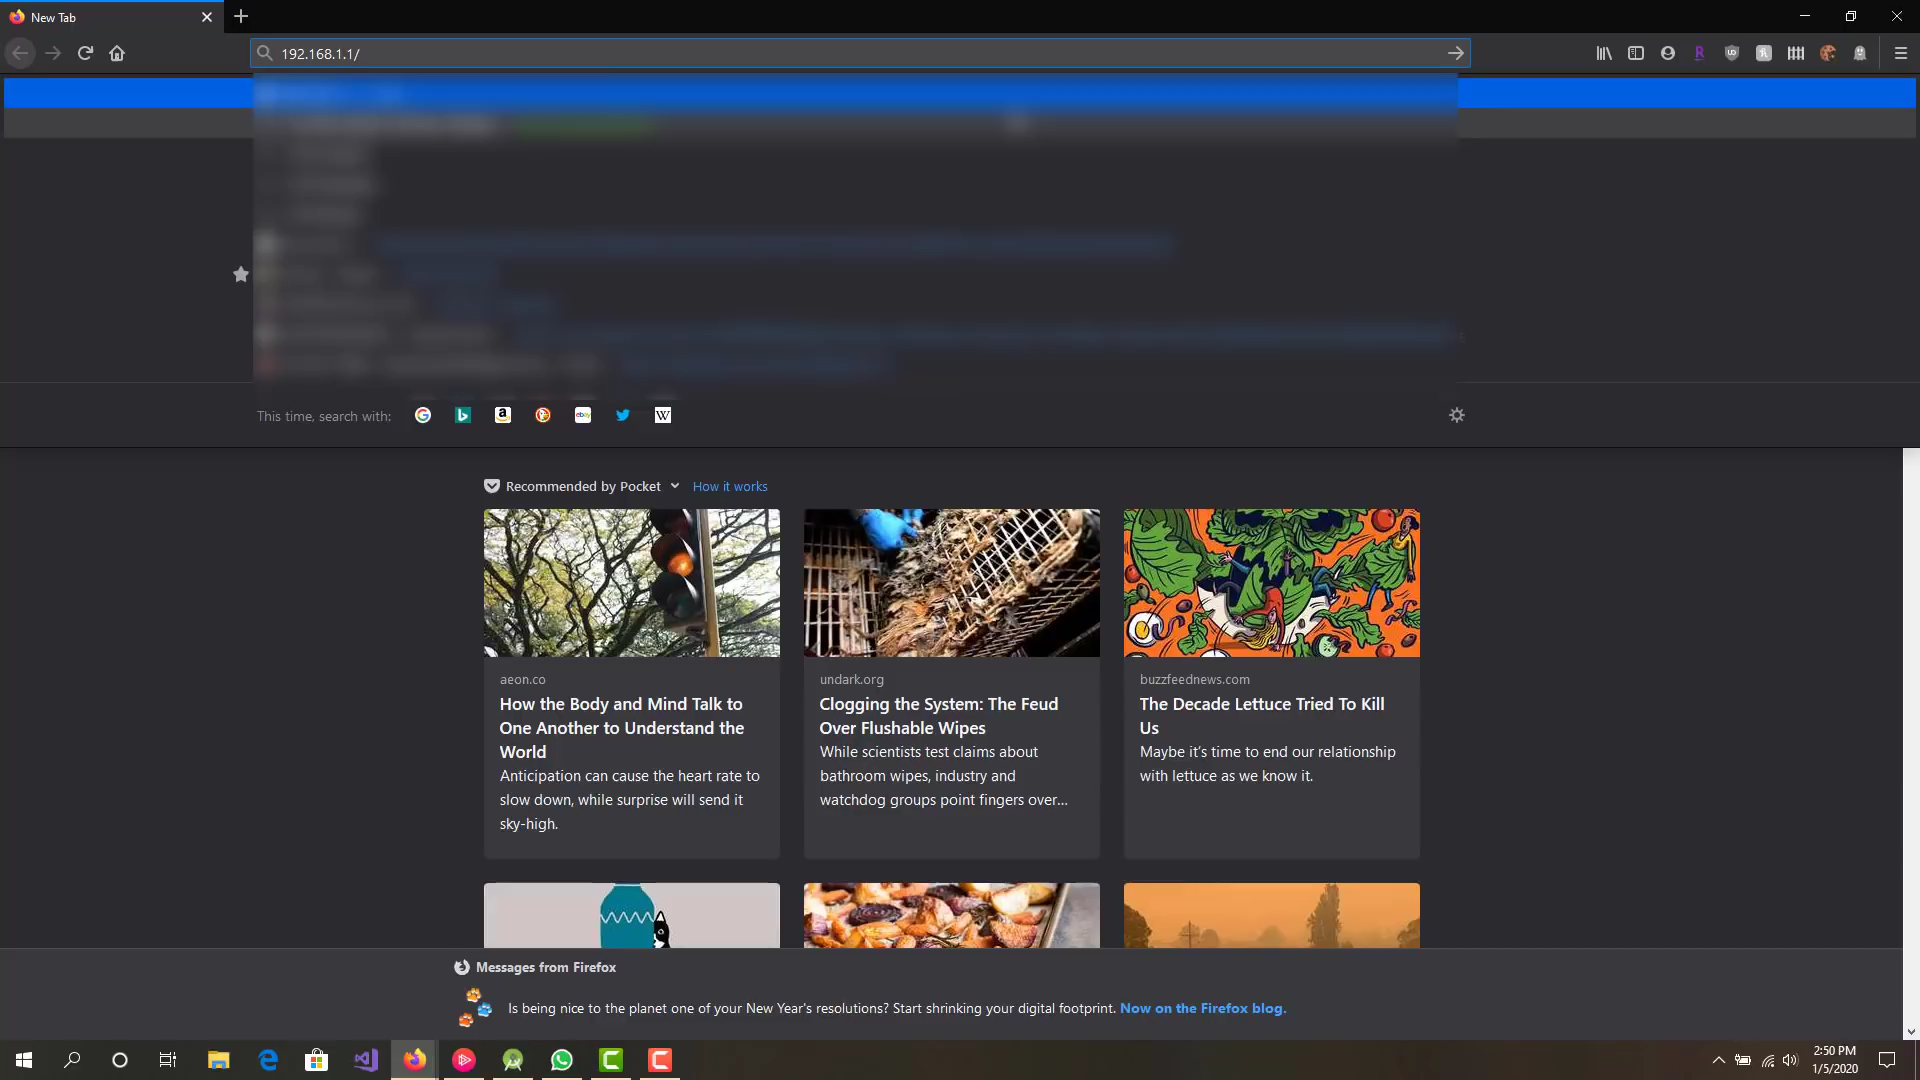 New Tab
192.168.1.1/
This time, search with:
Recommended by Pocket
How it works
aeon.co
How the Body and Mind Talk to
One Another to Understand the
World
Anticipation can cause the heart rate to
slow down, while surprise will send it
sky-high.
undark.org
Clogging the System: The Feud
Over Flushable Wipes
While scientists test claims about
bathroom wipes, industry and
watchdog groups point fingers over...
buzzfeednews.com
The Decade Lettuce Tried To Kill
Us
Maybe it's time to end our relationship
with lettuce as we know it.
Messages from Firefox
Is being nice to the planet one of your New Year's resolutions? Start shrinking your digital footprint. Now on the Firefox blog.
2:50 PM
1/5/2020